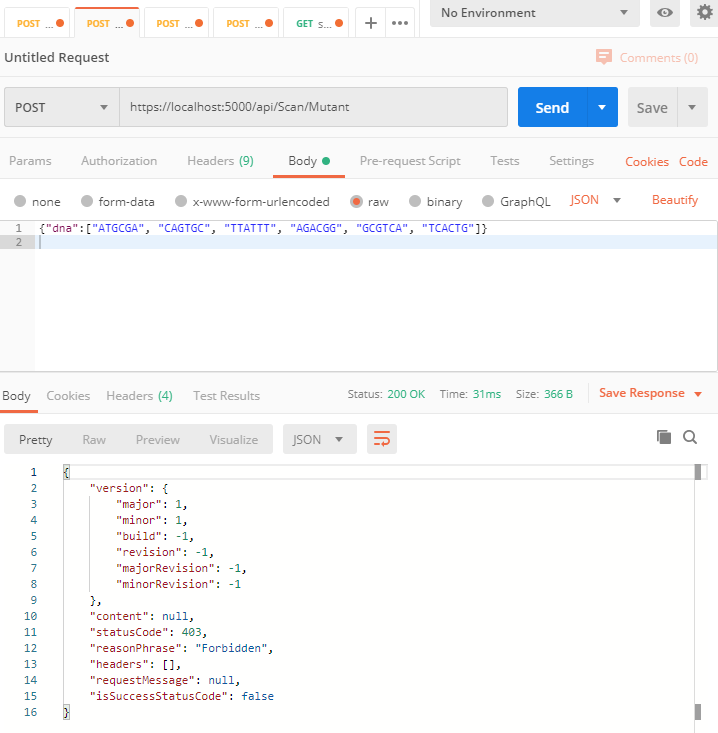 POST ... POST ... POST ... POST ... GET s... + ••• No Environment
Untitled Request Comments (0)
POST https://localhost:5000/api/Scan/Mutant Send Save
Params Authorization Headers (9) Body Pre-request Script Tests Settings Cookies Code
none form-data x-www-form-urlencoded raw binary GraphQL JSON Beautify
1 {"dna":["ATGCGA", "CAGTGC", "TTATTT", "AGACGG", "GCGTCA", "TCACTG"]}
2
Body Cookies Headers (4) Test Results Status: 200 OK Time: 31ms Size: 366 B Save Response
Pretty Raw Preview Visualize JSON
1 {
2 "version": {
3 "major": 1,
4 "minor": 1,
5 "build": -1,
6 "revision": -1,
7 "majorRevision": -1,
8 "minorRevision": -1
9 },
10 "content": null,
11 "statusCode": 403,
12 "reasonPhrase": "Forbidden",
13 "headers": [],
14 "requestMessage": null,
15 "isSuccessStatusCode": false
16 }